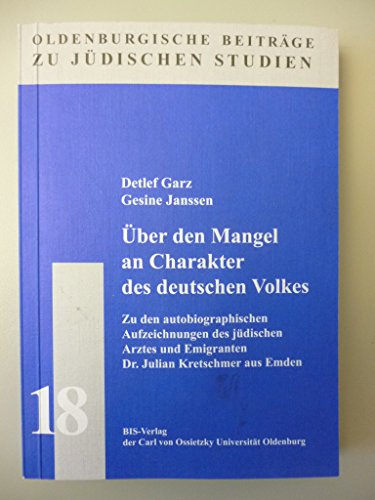 OLDENBURGISCHE BEITRÄGE
ZU JÜDISCHEN STUDIEN
Detlef Garz
Gesine Janssen
Über den Mangel
an Charakter
des deutschen Volkes
Zu den autobiographischen
Aufzeichnungen des jüdischen
Arztes und Emigranten
Dr. Julian Kretschmer aus Emden
18
BIS-Verlag
der Carl von Ossietzky Universität Oldenburg